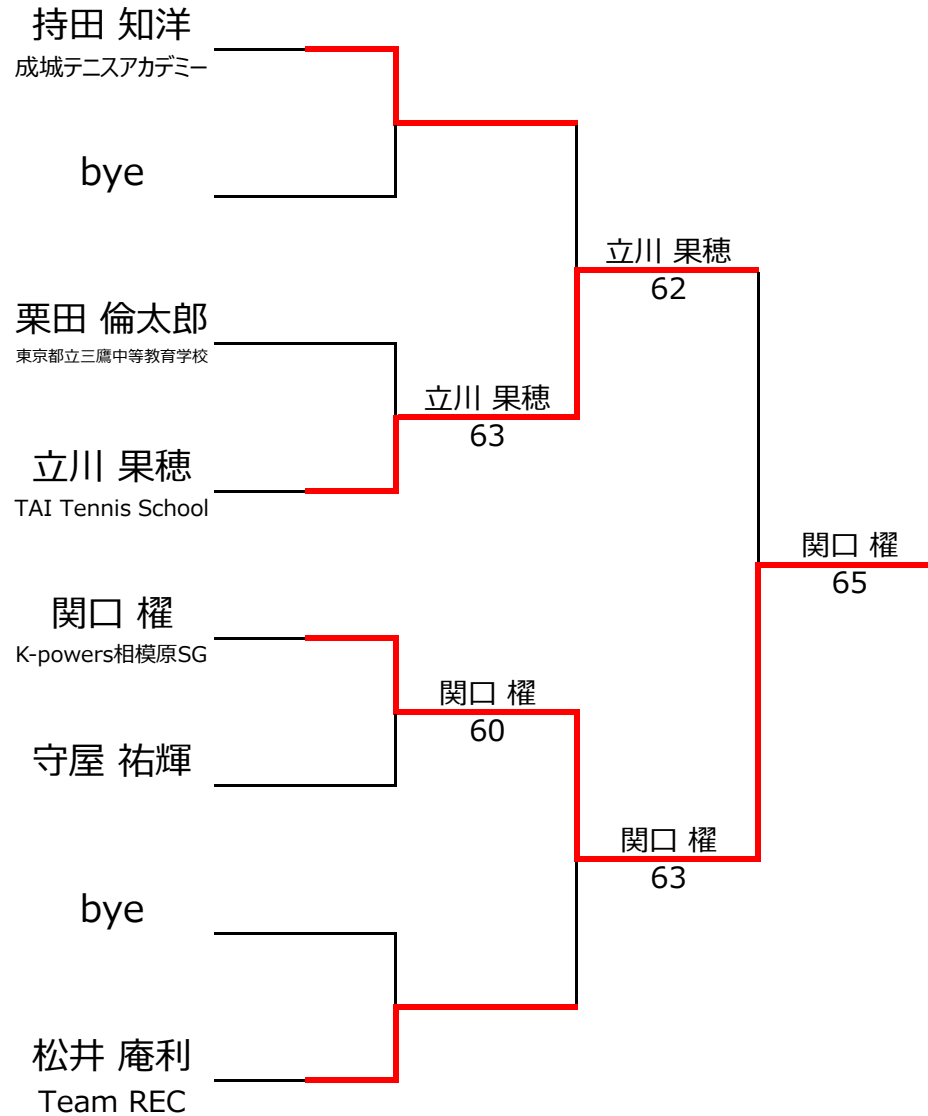 持田 知洋
成城テニスアカデミー
bye
栗田 倫太郎
東京都立三鷹中等教育学校
立川 果穂
TAI Tennis School
関口 櫂
K-powers相模原SG
守屋 祐輝
bye
松井 庵利
Team REC
立川 果穂
63
関口 櫂
60
立川 果穂
62
関口 櫂
63
関口 櫂
65